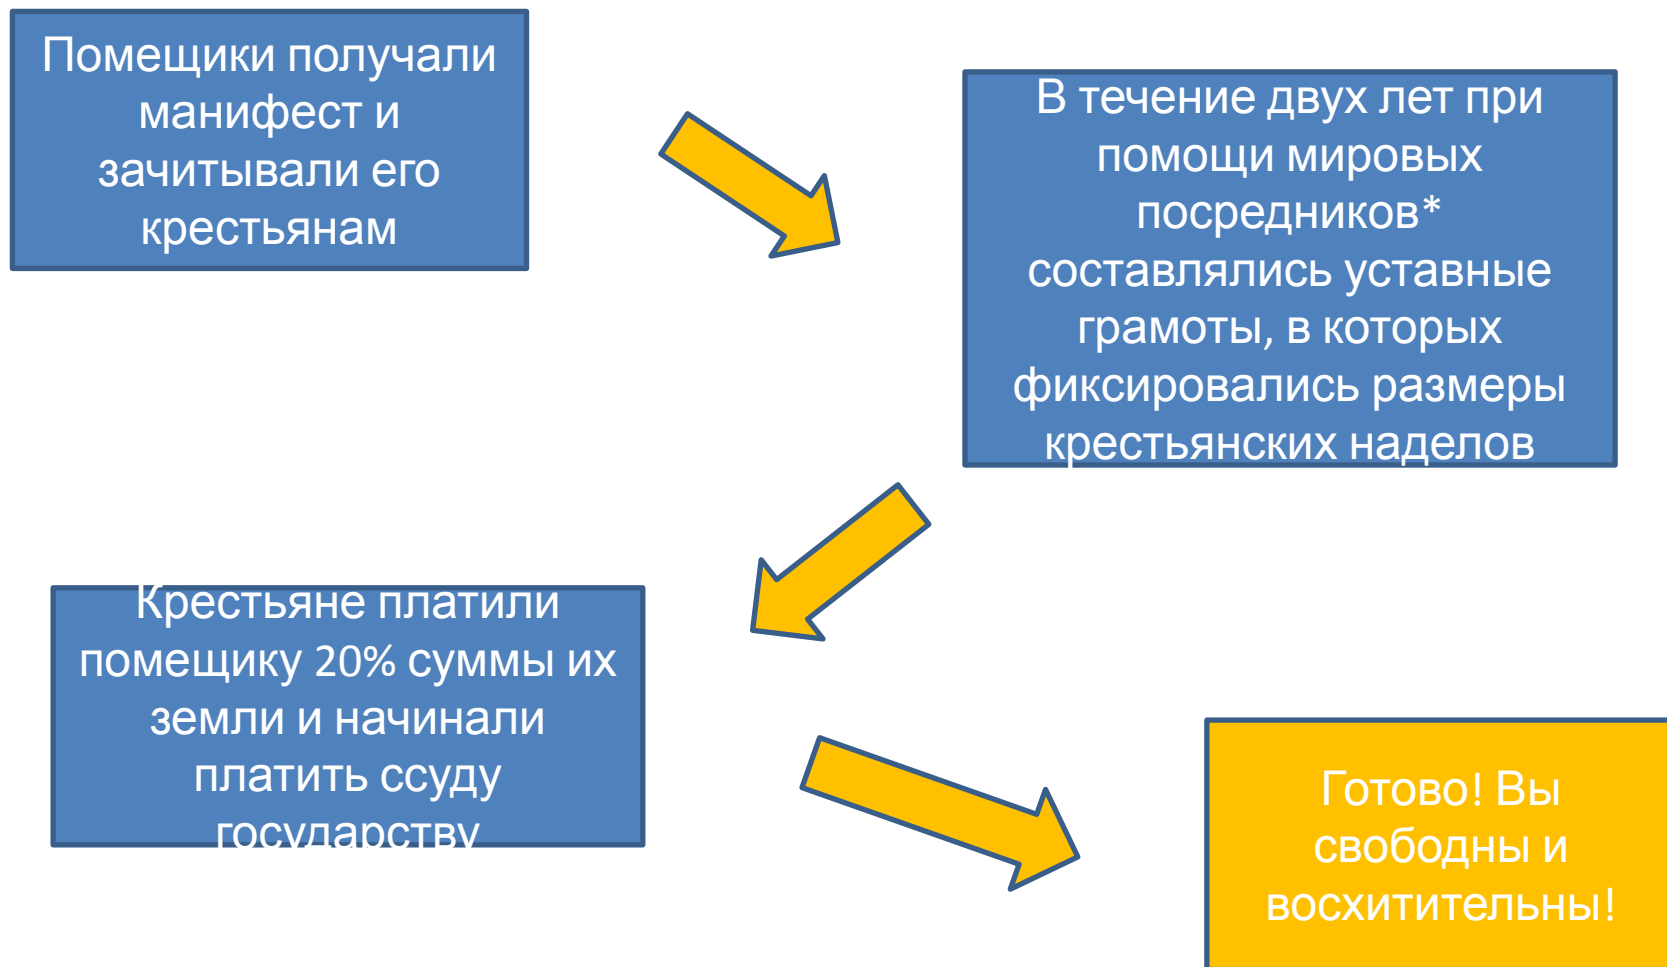 Помещики получали
манифест и
зачитывали его
крестьянам
В течение двух лет при
помощи мировых
посредников*
составлялись уставные
грамоты, в которых
фиксировались размеры
крестьянских наделов
Крестьяне платили
помещику 20% суммы их
земли и начинали
платить ссуду
государству
Готово! Вы
свободны и
восхитительны!